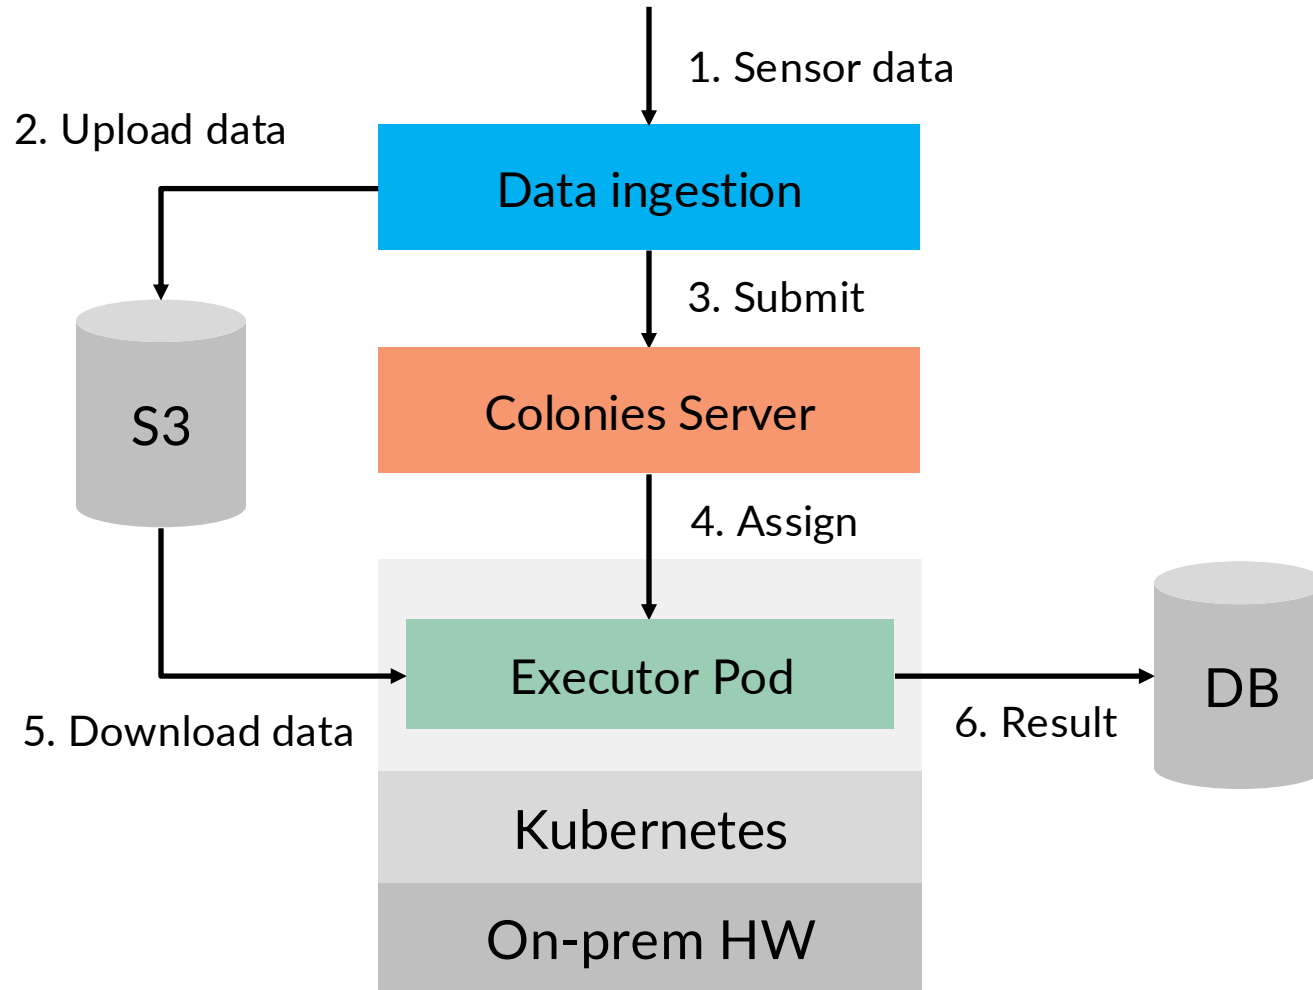 1. Sensor data
2. Upload data
Data ingestion
3. Submit
S3
Colonies Server
4. Assign
Executor Pod
DB
5. Download data
6. Result
Kubernetes
On-prem HW